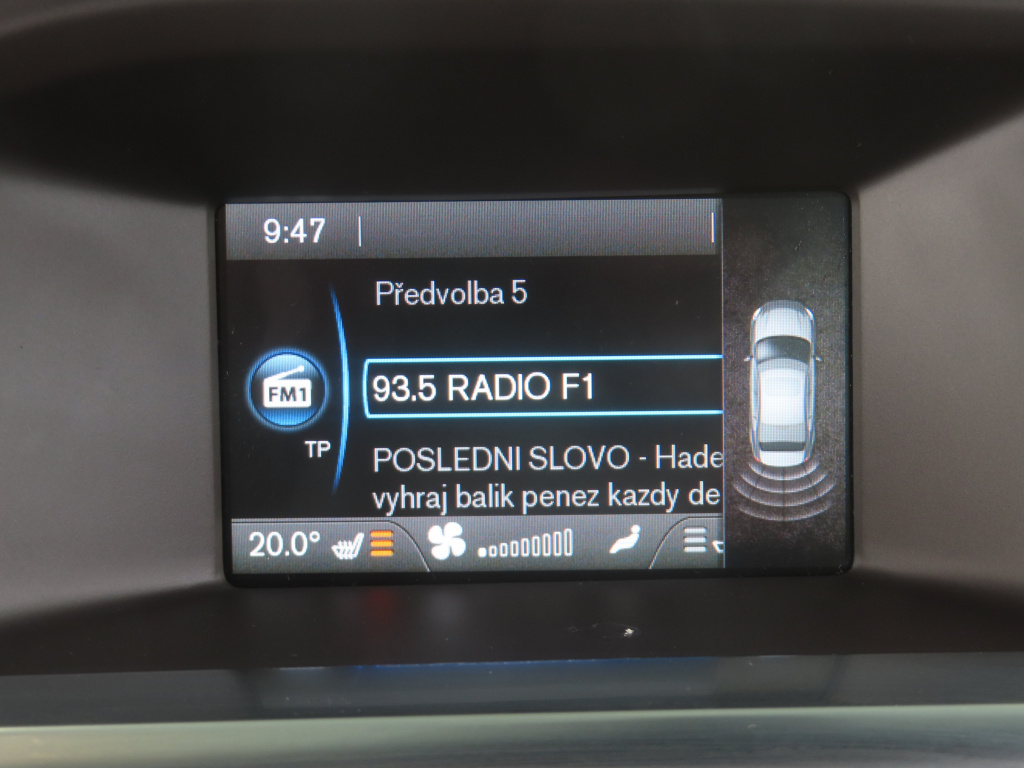 9:47
Předvolba 5
FM1
93.5 RADIO F1
TP
POSLEDNI SLOVO - Hade
vyhraj balik penez kazdy de
20.0°